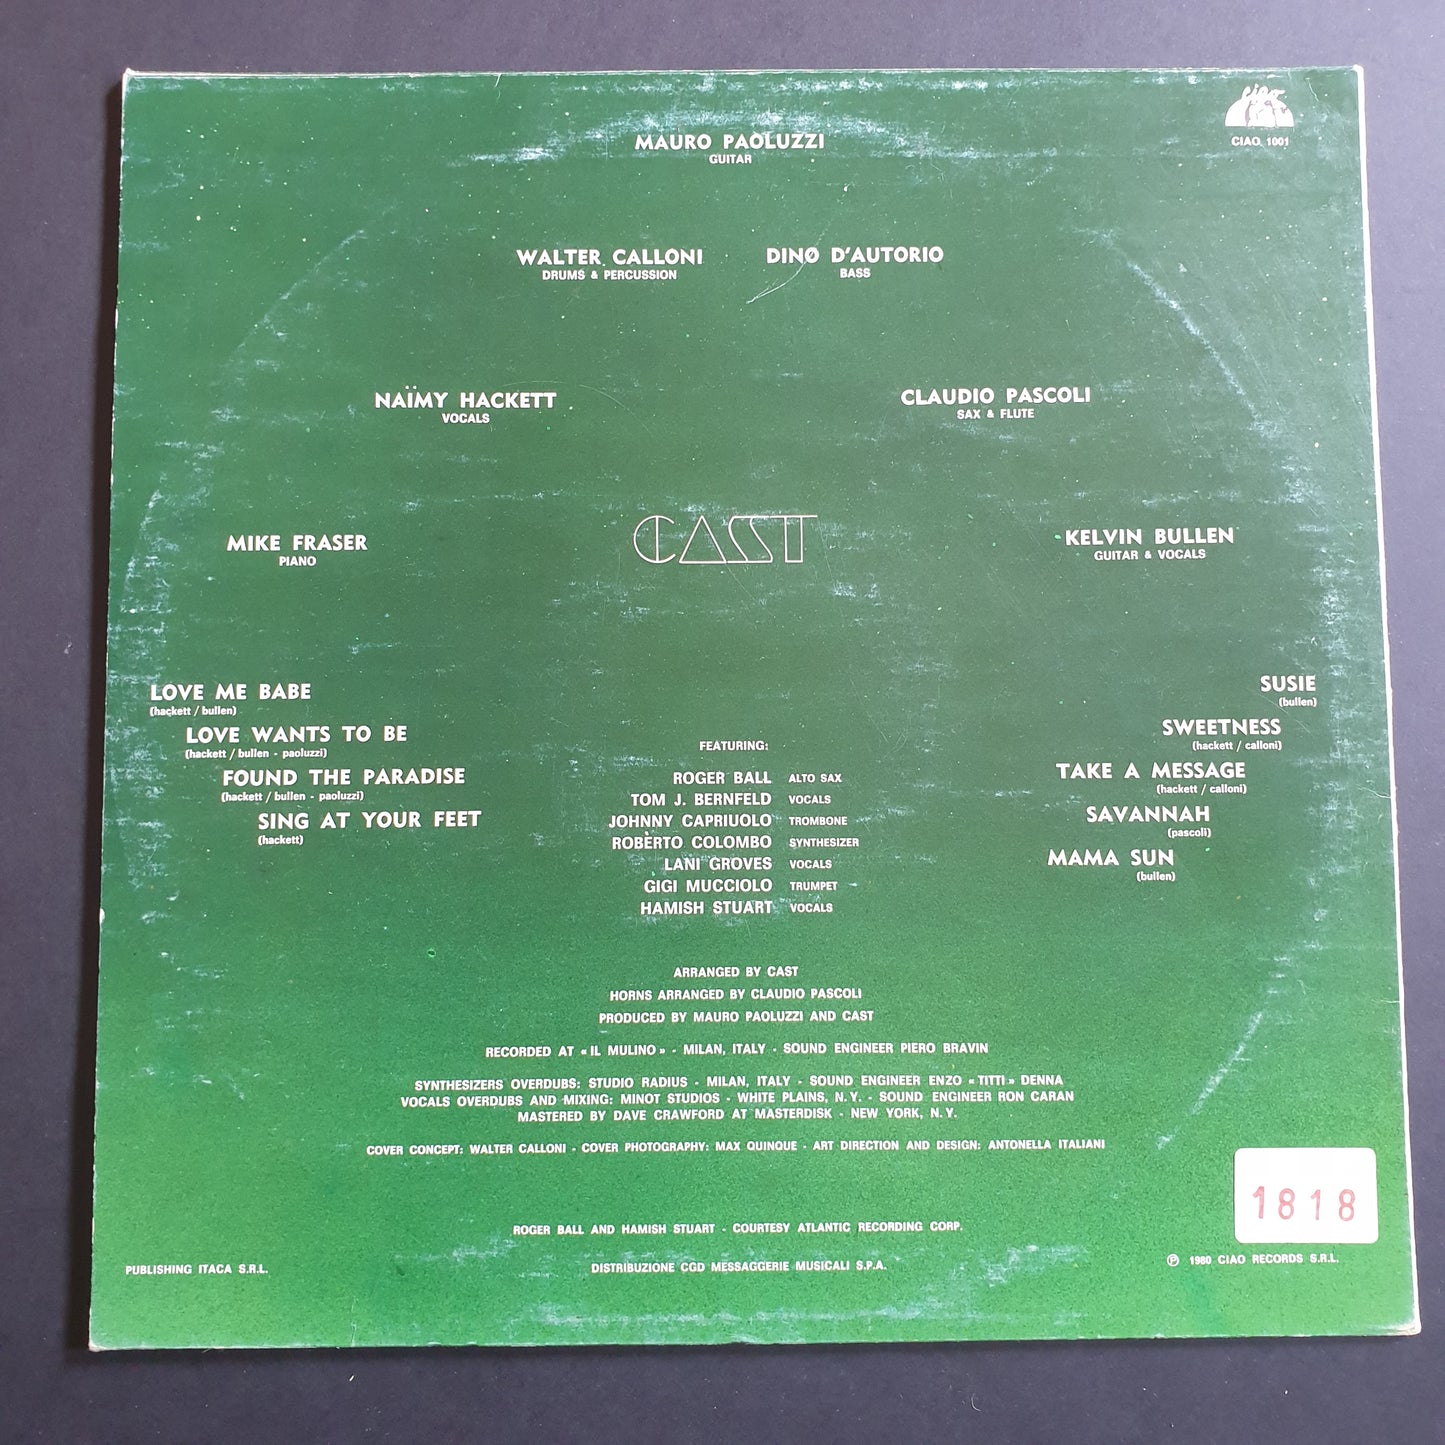 ciao
CIAO 1001
MAURO PAOLUZZI
GUITAR
WALTER CALLONI
DRUMS & PERCUSSION
DINO D'AUTORIO
BASS
NAÏMY HACKETT
VOCALS
CLAUDIO PASCOLI
SAX & FLUTE
MIKE FRASER
PIANO
CAST
KELVIN BULLEN
GUITAR & VOCALS
LOVE ME BABE
(hackett / bullen)
LOVE WANTS TO BE
(hackett / bullen - paoluzzi)
FOUND THE PARADISE
(hackett / bullen - paoluzzi)
SING AT YOUR FEET
(hackett)
FEATURING:
ROGER BALL ALTO SAX
TOM J. BERNFELD VOCALS
JOHNNY CAPRIUOLO TROMBONE
ROBERTO COLOMBO SYNTHESIZER
LANI GROVES VOCALS
GIGI MUCCIOLO TRUMPET
HAMISH STUART VOCALS
SUSIE
(bullen)
SWEETNESS
(hackett / calloni)
TAKE A MESSAGE
(hackett / calloni)
SAVANNAH
(pascoli)
MAMA SUN
(bullen)
ARRANGED BY CAST
HORNS ARRANGED BY CLAUDIO PASCOLI
PRODUCED BY MAURO PAOLUZZI AND CAST
RECORDED AT «IL MULINO» - MILAN, ITALY - SOUND ENGINEER PIERO BRAVIN
SYNTHESIZERS OVERDUBS: STUDIO RADIUS - MILAN, ITALY - SOUND ENGINEER ENZO «TITTI» DENNA
VOCALS OVERDUBS AND MIXING: MINOT STUDIOS - WHITE PLAINS, N.Y. - SOUND ENGINEER RON CARAN
MASTERED BY DAVE CRAWFORD AT MASTERDISK - NEW YORK, N.Y.
COVER CONCEPT: WALTER CALLONI - COVER PHOTOGRAPHY: MAX QUINQUE - ART DIRECTION AND DESIGN: ANTONELLA ITALIANI
1818
ROGER BALL AND HAMISH STUART - COURTESY ATLANTIC RECORDING CORP.
PUBLISHING ITACA S.R.L.
DISTRIBUZIONE CGD MESSAGGERIE MUSICALI S.P.A.
℗ 1980 CIAO RECORDS S.R.L.